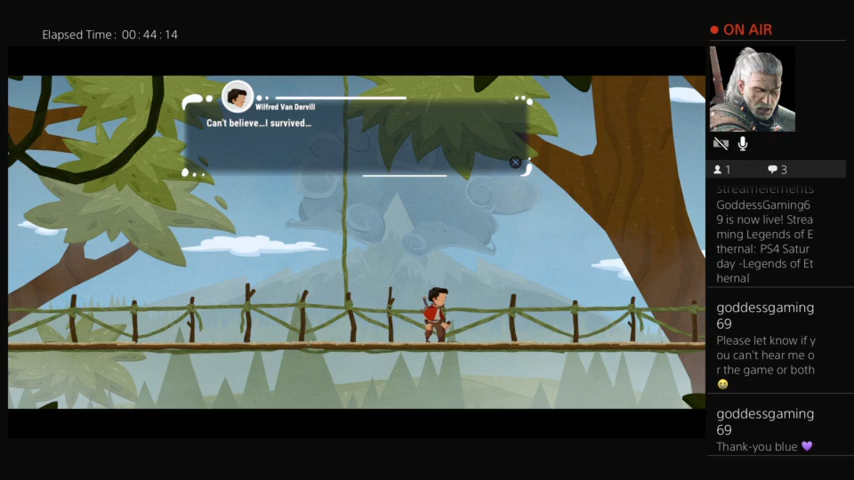 Elapsed Time: 00:44:14
ON AIR
Wilfred Van Dervill
Can't believe...I survived...
1
3
streamelements
GoddessGaming6
9 is now live! Strea
ming Legends of E
thernal: PS4 Satur
day -Legends of Et
hernal
goddessgaming
69
Please let know if y
ou can't hear me o
r the game or both
😄
goddessgaming
69
Thank-you blue 💜